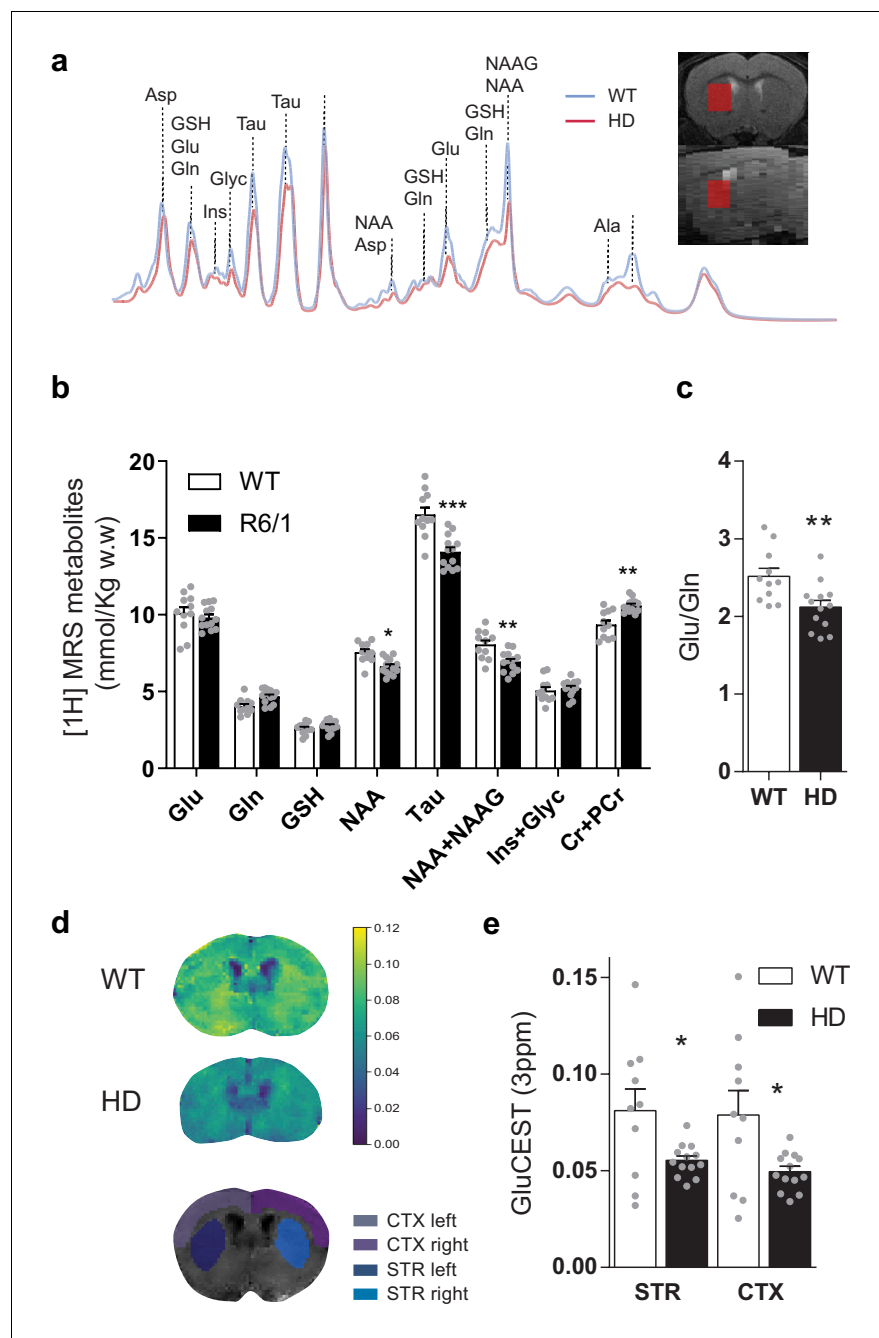 a
NAAG
NAA
WT
HD
Asp
GSH
Glu
Gln
Ins
Glyc
Tau
Tau
NAA
Asp
GSH
Gln
Glu
GSH
Gln
Ala
b
[1H] MRS metabolites
(mmol/Kg w.w)
20
15
10
5
0
WT
R6/1
*
***
**
**
Glu
Gln
GSH
NAA
Tau
NAA+NAAG
Ins+Glyc
Cr+PCr
c
Glu/Gln
4
3
2
1
0
**
WT
HD
d
WT
HD
0.12
0.10
0.08
0.06
0.04
0.02
0.00
CTX left
CTX right
STR left
STR right
e
GluCEST (3ppm)
0.15
0.10
0.05
0.00
WT
HD
*
*
STR
CTX